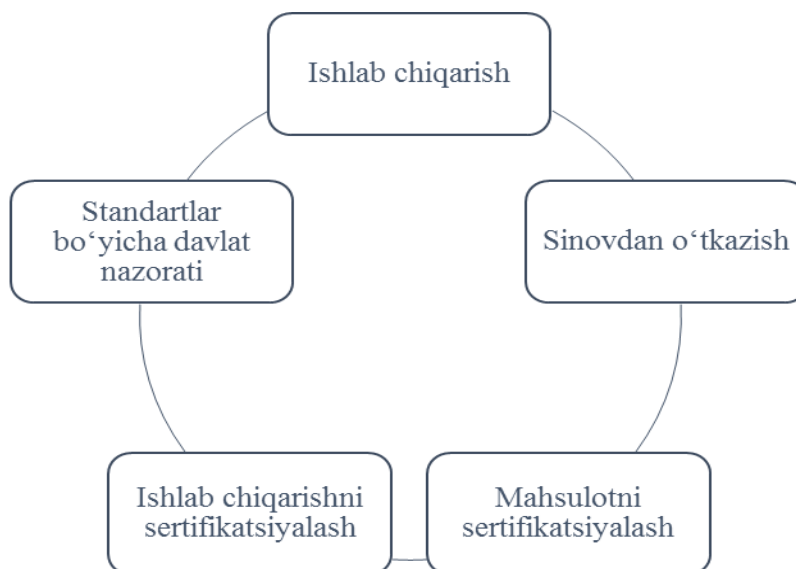 Ishlab chiqarish
Sinovdan o‘tkazish
Mahsulotni
sertifikatsiyalash
Ishlab chiqarishni
sertifikatsiyalash
Standartlar
bo‘yicha davlat
nazorati